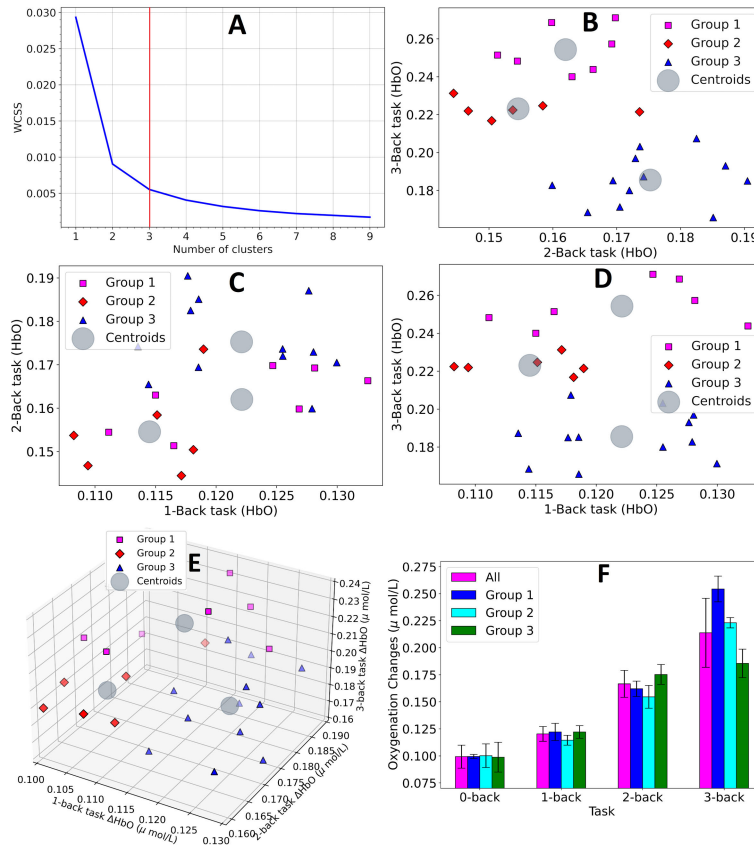 A
0.030
0.025
0.020
0.015
0.010
0.005
WCSS
1 2 3 4 5 6 7 8 9
Number of clusters
B
Group 1
Group 2
Group 3
Centroids
0.26
0.24
0.22
0.20
0.18
3-Back task (HbO)
0.15 0.16 0.17 0.18 0.19
2-Back task (HbO)
C
Group 1
Group 2
Group 3
Centroids
0.19
0.18
0.17
0.16
0.15
2-Back task (HbO)
0.110 0.115 0.120 0.125 0.130
1-Back task (HbO)
D
Group 1
Group 2
Group 3
Centroids
0.26
0.24
0.22
0.20
0.18
3-Back task (HbO)
0.110 0.115 0.120 0.125 0.130
1-Back task (HbO)
E
Group 1
Group 2
Group 3
Centroids
0.24
0.23
0.22
0.21
0.20
0.19
0.18
0.17
0.16
3-back task ΔHbO (μ mol/L)
0.190
0.185
0.180
0.175
0.170
0.165
0.160
2-back task ΔHbO (μ mol/L)
0.100
0.105
0.110
0.115
0.120
0.125
0.130
1-back task ΔHbO (μ mol/L)
F
All
Group 1
Group 2
Group 3
0.275
0.250
0.225
0.200
0.175
0.150
0.125
0.100
0.075
Oxygenation Changes (μ mol/L)
0-back 1-back 2-back 3-back
Task